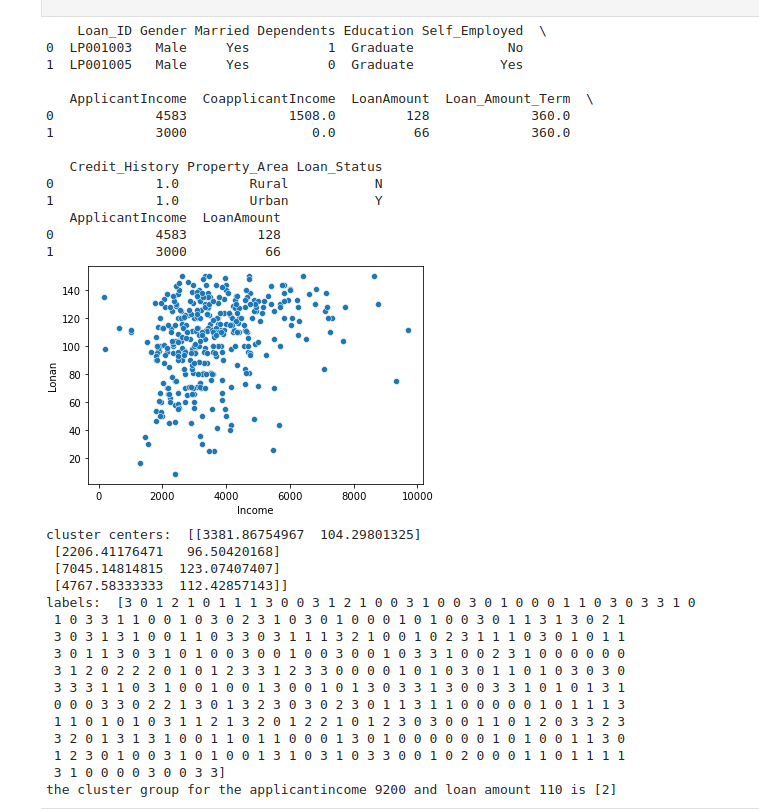 Loan_ID Gender Married Dependents Education Self_Employed \
0 LP001003 Male Yes 1 Graduate No
1 LP001005 Male Yes 0 Graduate Yes
ApplicantIncome CoapplicantIncome LoanAmount Loan_Amount_Term \
0 4583 1508.0 128 360.0
1 3000 0.0 66 360.0
Credit_History Property_Area Loan_Status
0 1.0 Rural N
1 1.0 Urban Y
ApplicantIncome LoanAmount
0 4583 128
1 3000 66
140
120
100
80
60
40
20
Lonan
0 2000 4000 6000 8000 10000
Income
cluster centers: [[3381.86754967 104.29801325]
[2206.41176471 96.50420168]
[7045.14814815 123.07407407]
[4767.58333333 112.42857143]]
labels: [3 0 1 2 1 0 1 1 1 3 0 0 3 1 2 1 0 0 3 1 0 0 3 0 1 0 0 0 1 1 0 3 0 3 3 1 0
1 0 3 3 1 1 0 0 1 0 3 0 2 3 1 0 3 0 1 0 0 0 1 0 1 0 0 3 0 1 1 3 1 3 0 2 1
3 0 3 1 3 1 0 0 1 1 0 3 3 0 3 1 1 1 3 2 1 0 0 1 0 2 3 1 1 1 0 3 0 1 0 1 1
3 0 1 1 3 0 3 1 0 1 0 0 3 0 0 1 0 0 3 0 0 1 0 3 3 1 0 0 2 3 1 0 0 0 0 0 0
3 1 2 0 2 2 2 0 1 0 1 2 3 3 1 2 3 3 0 0 0 0 1 0 1 0 3 0 1 1 0 1 0 3 0 3 0
3 3 3 1 1 0 3 1 0 0 1 0 0 1 3 0 0 1 0 1 3 0 3 3 1 3 0 0 3 3 1 0 1 0 1 3 1
0 0 0 3 3 0 2 2 1 3 0 1 3 2 3 0 3 0 2 3 0 1 1 3 1 1 0 0 0 0 0 1 0 1 1 1 3
1 1 0 1 0 1 0 3 1 1 2 1 3 2 0 1 2 2 1 0 1 2 3 0 3 0 0 1 1 0 1 2 0 3 3 2 3
3 2 0 1 3 1 3 1 0 0 1 1 0 1 1 0 0 0 1 3 0 1 0 0 0 0 0 0 1 0 1 0 0 1 1 3 0
1 2 3 0 1 0 0 3 1 0 1 0 0 1 3 1 0 3 1 0 3 3 0 0 1 0 2 0 0 0 1 1 0 1 1 1 1
3 1 0 0 0 0 3 0 0 3 3]
the cluster group for the applicantincome 9200 and loan amount 110 is [2]